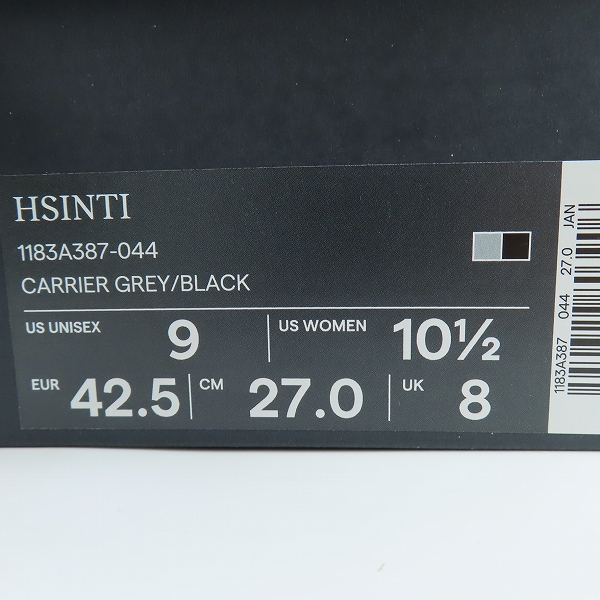 HSINTI
1183A387-044
CARRIER GREY/BLACK
US UNISEX 9 US WOMEN 10½
EUR 42.5 CM 27.0 UK 8
1183A387 044 27.0 JAN